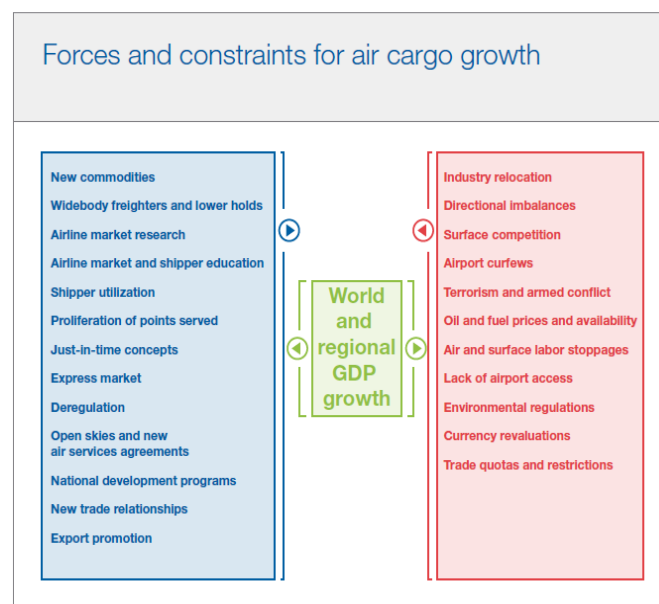 Forces and constraints for air cargo growth
New commodities
Widebody freighters and lower holds
Airline market research
Airline market and shipper education
Shipper utilization
Proliferation of points served
Just-in-time concepts
Express market
Deregulation
Open skies and new
air services agreements
National development programs
New trade relationships
Export promotion
World
and
regional
GDP
growth
Industry relocation
Directional imbalances
Surface competition
Airport curfews
Terrorism and armed conflict
Oil and fuel prices and availability
Air and surface labor stoppages
Lack of airport access
Environmental regulations
Currency revaluations
Trade quotas and restrictions